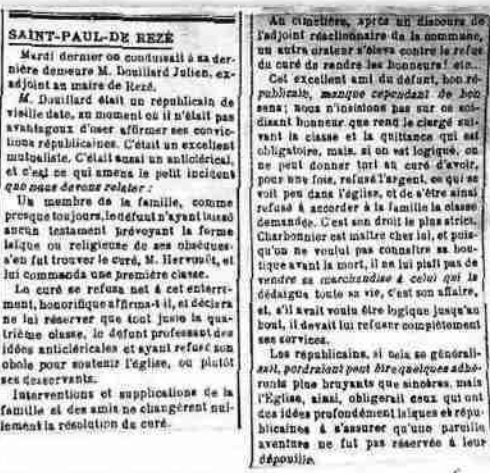 SAINT-PAUL-DE REZÉ
Mardi dernier on conduisait à sa der-
nière demeure M. Douillard Julien, ex-
adjoint au maire de Rezé.
M. Douillard était un républicain de
vieille date, au moment où il n'était pas
avantageux d'oser affirmer ses convic-
tions républicaines. C'était un excellent
mutualiste. C'était aussi un anticlérical,
et c'est ce qui amena le petit incident
que nous devons relater :
Un membre de la famille, comme
presque toujours, le défunt n'ayant laissé
aucun testament prévoyant la forme
laïque ou religieuse de ses obsèques
s'en fut trouver le curé, M. Hervouët, et
lui commanda une première classe.
Le curé se refusa net à cet enterre-
ment, honorifique affirma-t-il, et déclara
ne lui réserver que tout juste la qua-
trième classe, le défunt professant des
idées anticléricales et ayant refusé son
obole pour soutenir l'église, ou plutôt
ses desservants.
Interventions et supplications de la
famille et des amis ne changèrent nul-
lement la résolution du curé.
Au cimetière, après un discours de
l'adjoint réactionnaire de la commune,
un autre orateur s'éleva contre le refus
du curé de rendre les honneurs! etc..
Cet excellent ami du défunt, bon ré-
publicain, manque cependant de bon
sens; nous n'insistons pas sur ce soi-
disant honneur que rend le clergé sui-
vant la classe et la quittance qui est
obligatoire, mais, si on est logique, on
ne peut donner tort au curé d'avoir,
pour une fois, refusé l'argent, ce qui se
voit peu dans l'église, et de s'être ainsi
refusé à accorder à la famille la classe
demandée. C'est son droit le plus strict.
Charbonnier est maître chez lui, et puis-
qu'on ne voulut pas connaître sa bou-
tique avant la mort, il ne lui plaît pas de
vendre sa marchandise à celui qui la
dédaigna toute sa vie, c'est son affaire,
et, s'il avait voulu être logique jusqu'au
bout, il devait lui refuser complètement
ses services.
Les républicains, si cela se générali-
sait, perdraient peut être quelques adhé-
rents plus bruyants que sincères, mais
l'Église, ainsi, obligerait ceux qui ont
des idées profondément laïques et répu-
blicaines à s'assurer qu'une pareille
aventure ne fut pas réservée à leur
dépouille.